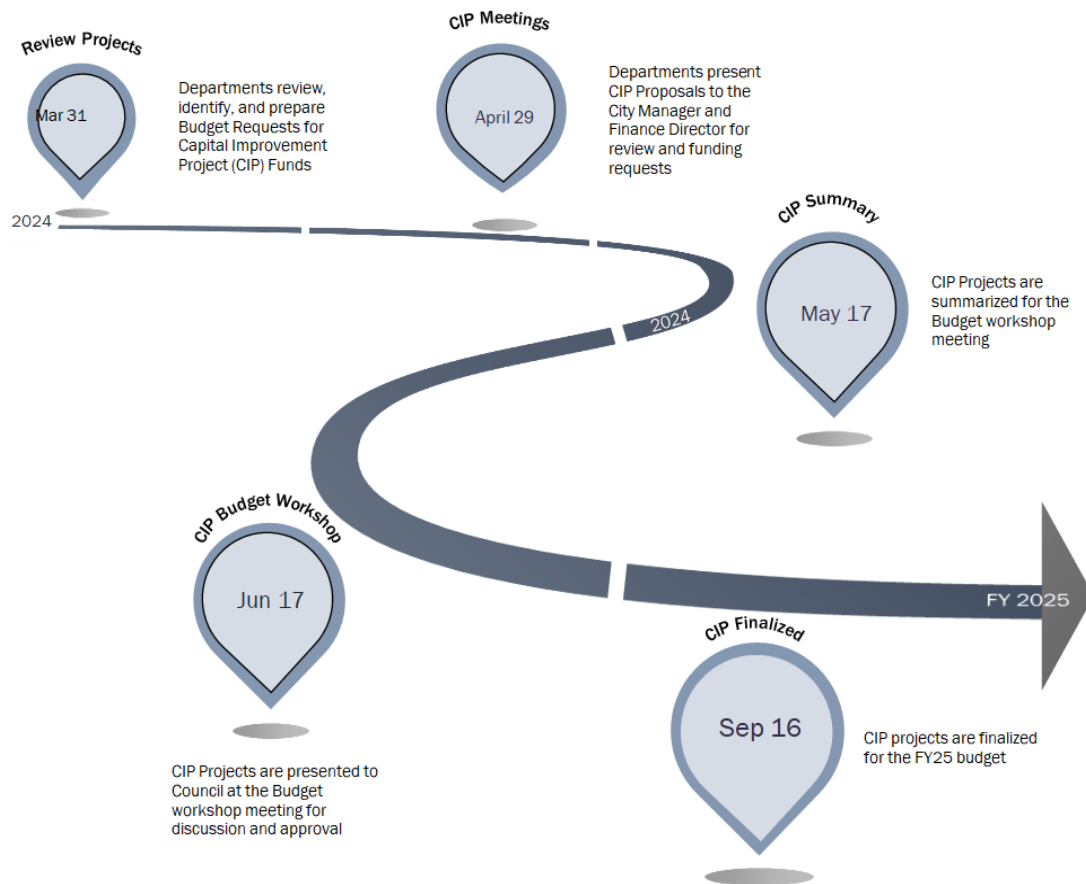 Review Projects
Mar 31
Departments review,
identify, and prepare
Budget Requests for
Capital Improvement
Project (CIP) Funds
CIP Meetings
April 29
Departments present
CIP Proposals to the
City Manager and
Finance Director for
review and funding
requests
2024
CIP Summary
May 17
CIP Projects are
summarized for the
Budget workshop
meeting
2024
CIP Budget Workshop
Jun 17
CIP Projects are presented to
Council at the Budget
workshop meeting for
discussion and approval
FY 2025
CIP Finalized
Sep 16
CIP projects are finalized
for the FY25 budget